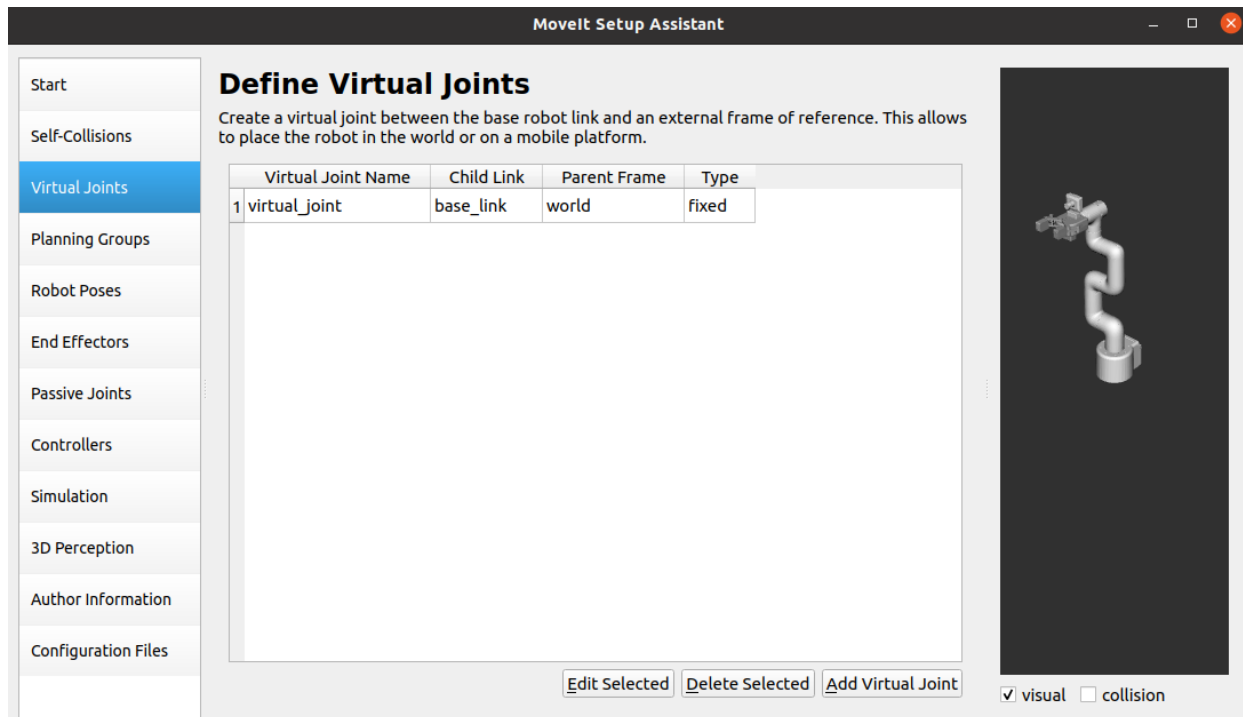 MoveIt Setup Assistant
Start
Self-Collisions
Virtual Joints
Planning Groups
Robot Poses
End Effectors
Passive Joints
Controllers
Simulation
3D Perception
Author Information
Configuration Files
Define Virtual Joints
Create a virtual joint between the base robot link and an external frame of reference. This allows
to place the robot in the world or on a mobile platform.
Virtual Joint Name Child Link Parent Frame Type
1 virtual_joint base_link world fixed
Edit Selected Delete Selected Add Virtual Joint
visual collision